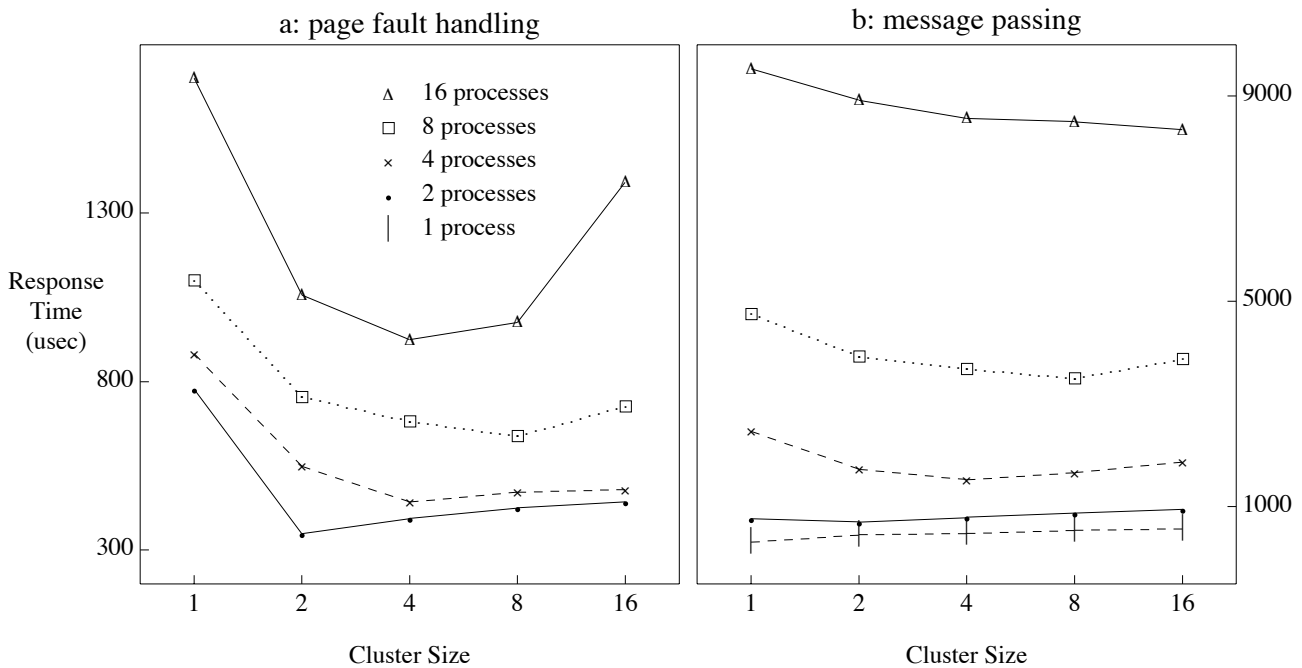 a: page fault handling
b: message passing
16 processes
8 processes
4 processes
2 processes
1 process
1300
800
300
Response
Time
(usec)
9000
5000
1000
1 2 4 8 16
1 2 4 8 16
Cluster Size
Cluster Size